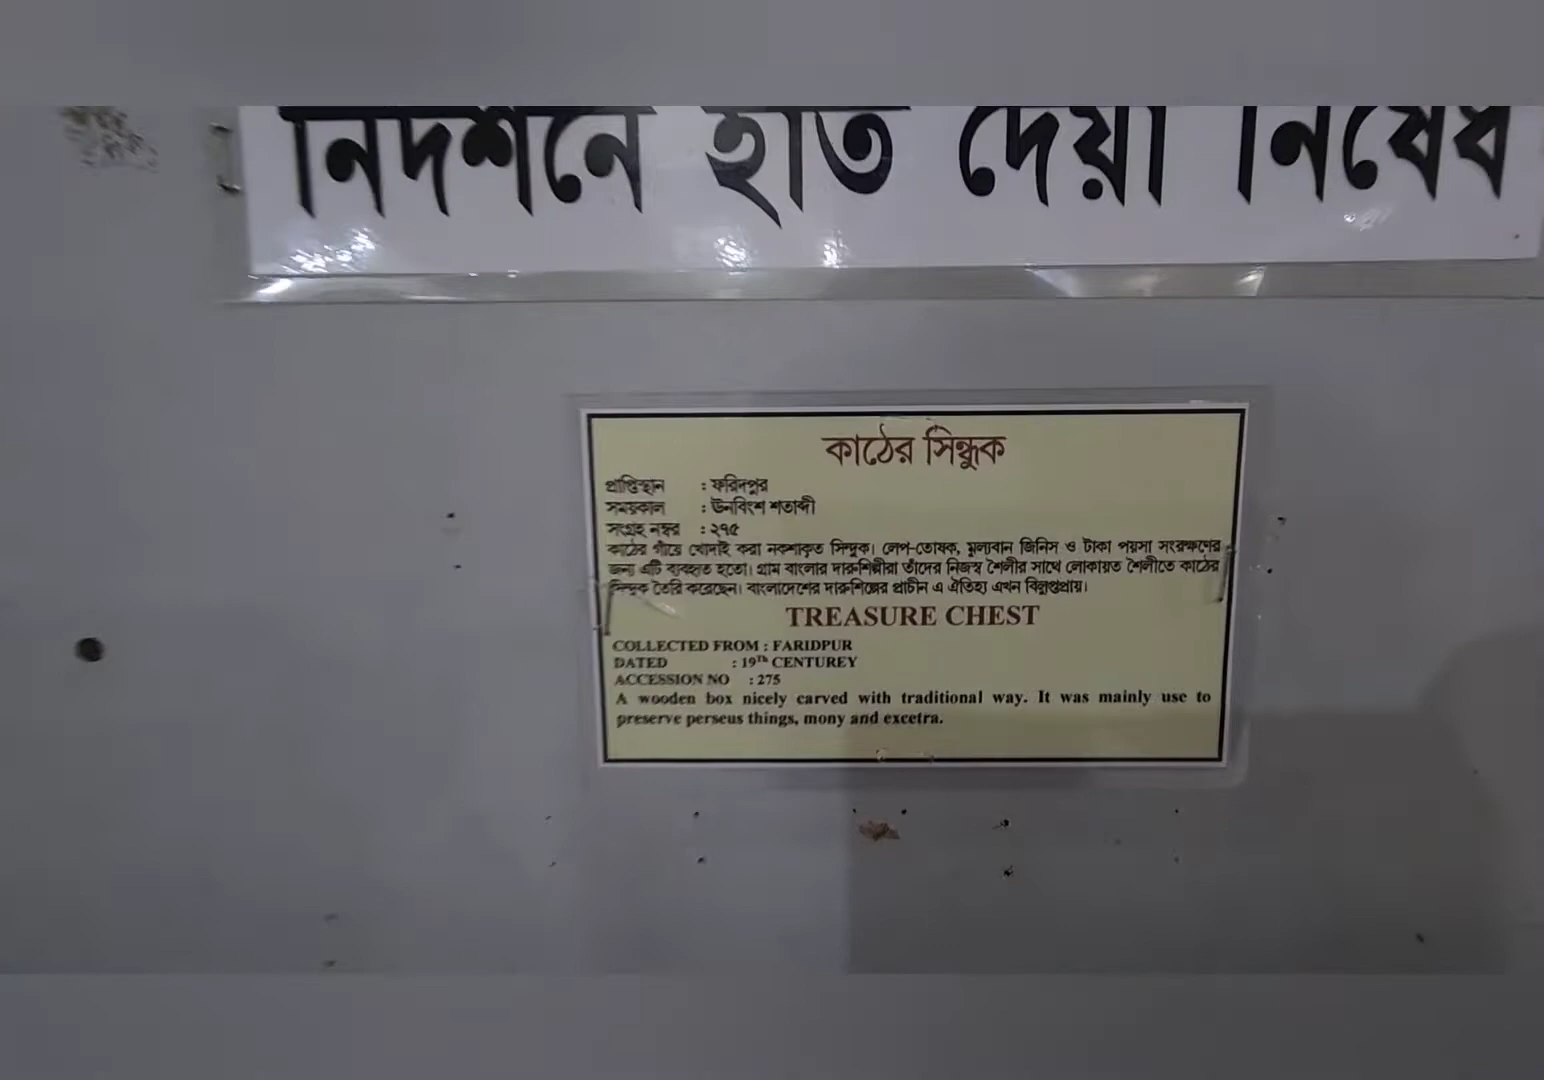 নিদর্শনে হাত দেয়া নিষেধ
কাঠের সিন্ধুক
প্রাপ্তিস্থান : ফরিদপুর
সময়কাল : ঊনবিংশ শতাব্দী
সংগ্রহ নম্বর : ২৭৫
কাঠের গাঁয়ে খোদাই করা নকশাকৃত সিন্দুক। লেপ-তোষক, মূল্যবান জিনিস ও টাকা পয়সা সংরক্ষণের
জন্য এটি ব্যবহৃত হতো। গ্রাম বাংলার দারুশিল্পীরা তাঁদের নিজস্ব শৈলীর সাথে লোকায়ত শৈলীতে কাঠের
সিন্দুক তৈরি করেছেন। বাংলাদেশের দারুশিল্পের প্রাচীন এ ঐতিহ্য এখন বিলুপ্তপ্রায়।
TREASURE CHEST
COLLECTED FROM : FARIDPUR
DATED : 19Th CENTUREY
ACCESSION NO : 275
A wooden box nicely carved with traditional way. It was mainly use to
preserve perseus things, mony and excetra.